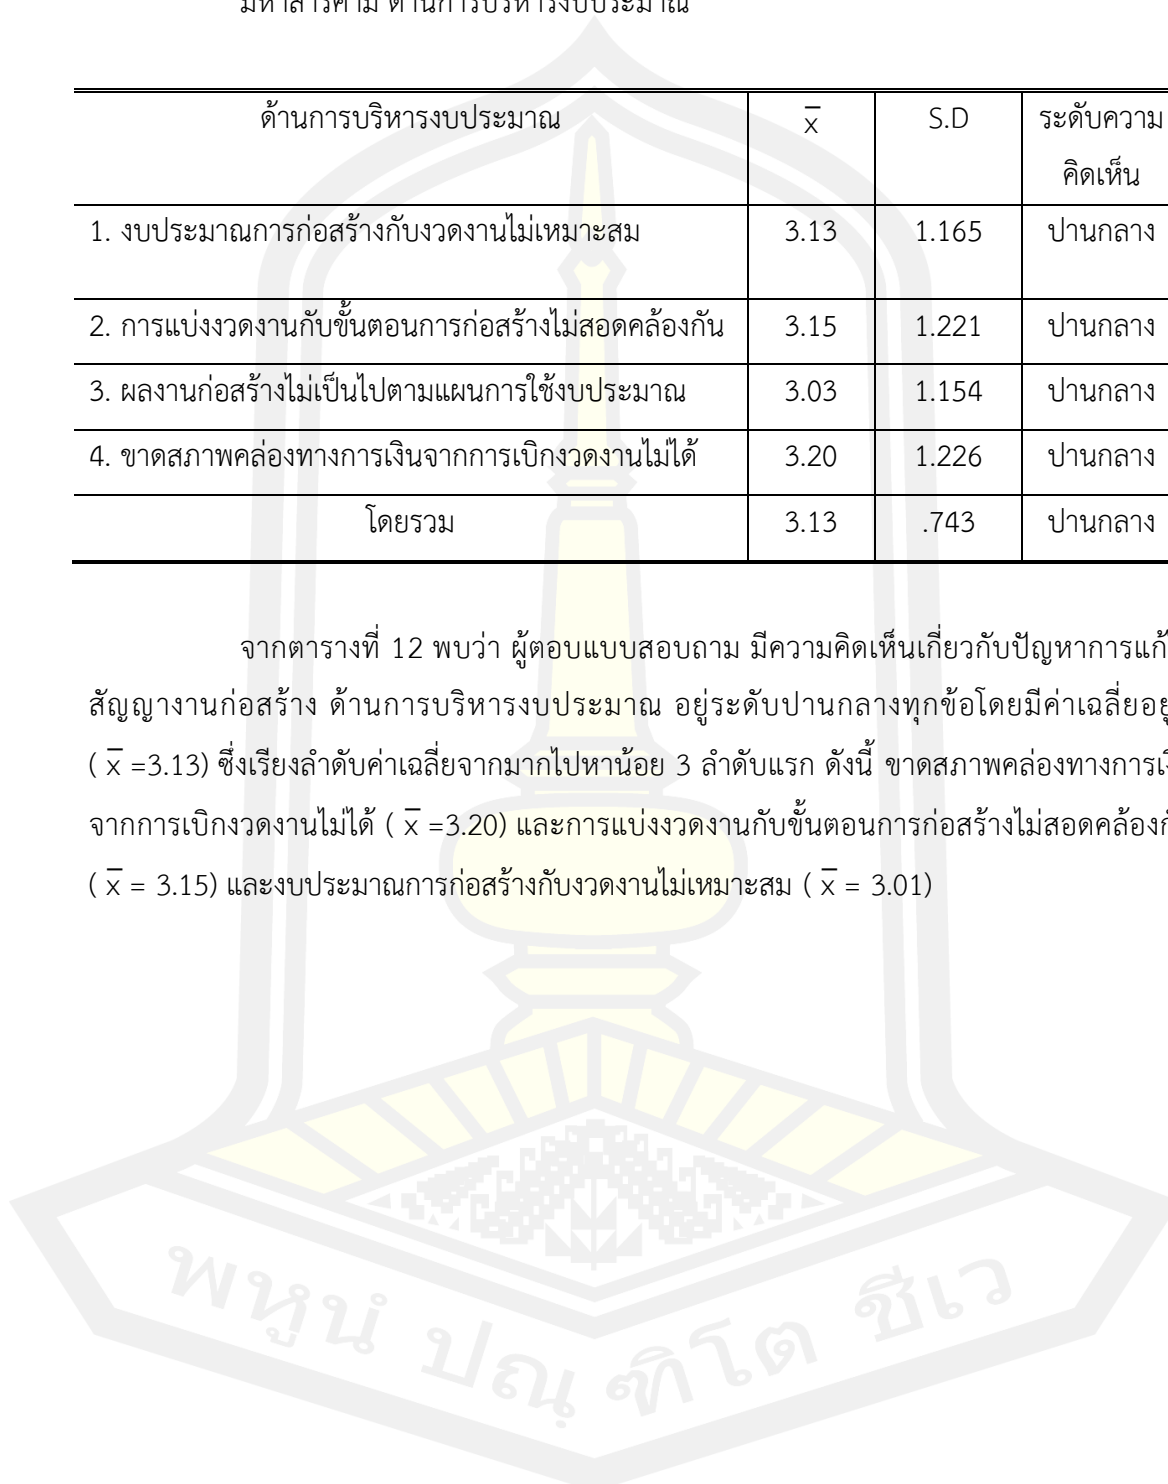 มหาสารคาม ด้านการบริหารงบประมาณ
ด้านการบริหารงบประมาณ x̄ S.D ระดับความ
คิดเห็น
1. งบประมาณการก่อสร้างกับงวดงานไม่เหมาะสม 3.13 1.165 ปานกลาง
2. การแบ่งงวดงานกับขั้นตอนการก่อสร้างไม่สอดคล้องกัน 3.15 1.221 ปานกลาง
3. ผลงานก่อสร้างไม่เป็นไปตามแผนการใช้งบประมาณ 3.03 1.154 ปานกลาง
4. ขาดสภาพคล่องทางการเงินจากการเบิกงวดงานไม่ได้ 3.20 1.226 ปานกลาง
โดยรวม 3.13 .743 ปานกลาง
จากตารางที่ 12 พบว่า ผู้ตอบแบบสอบถาม มีความคิดเห็นเกี่ยวกับปัญหาการแก้
สัญญางานก่อสร้าง ด้านการบริหารงบประมาณ อยู่ระดับปานกลางทุกข้อโดยมีค่าเฉลี่ยอยู่
( x̄ =3.13) ซึ่งเรียงลำดับค่าเฉลี่ยจากมากไปหาน้อย 3 ลำดับแรก ดังนี้ ขาดสภาพคล่องทางการเงิ
จากการเบิกงวดงานไม่ได้ ( x̄ =3.20) และการแบ่งงวดงานกับขั้นตอนการก่อสร้างไม่สอดคล้องกั
( x̄ = 3.15) และงบประมาณการก่อสร้างกับงวดงานไม่เหมาะสม ( x̄ = 3.01)
พหูนํ ปณฺฑิโต ชีเว